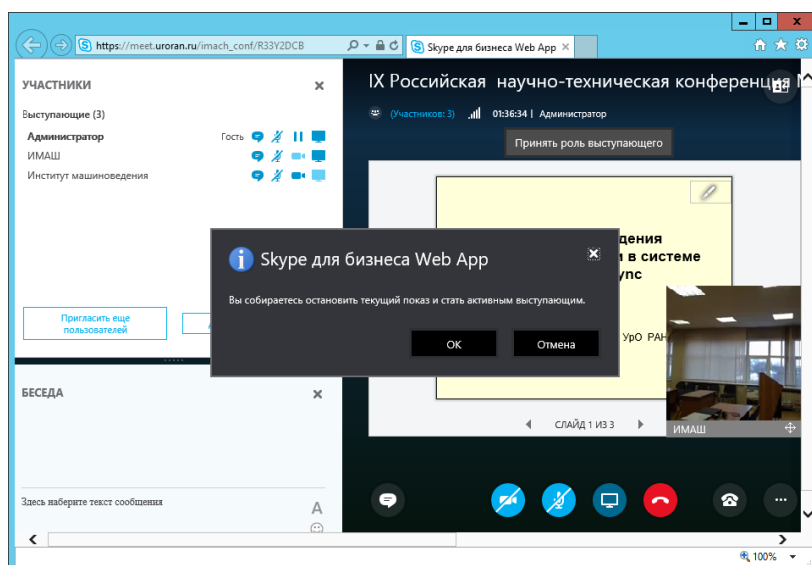 https://meet.uroran.ru/imach_conf/R33Y2DCB
Skype для бизнеса Web App
УЧАСТНИКИ
Выступающие (3)
Администратор
Гость
ИМАШ
Институт машиноведения
Пригласить еще
пользователей
БЕСЕДА
Здесь наберите текст сообщения
A
IX Российская научно-техническая конференция
(Участников: 3)
01:36:34 | Администратор
Принять роль выступающего
в системе
УрО РАН
Skype для бизнеса Web App
Вы собираетесь остановить текущий показ и стать активным выступающим.
ОК
Отмена
ИМАШ
СЛАЙД 1 ИЗ 3
100%